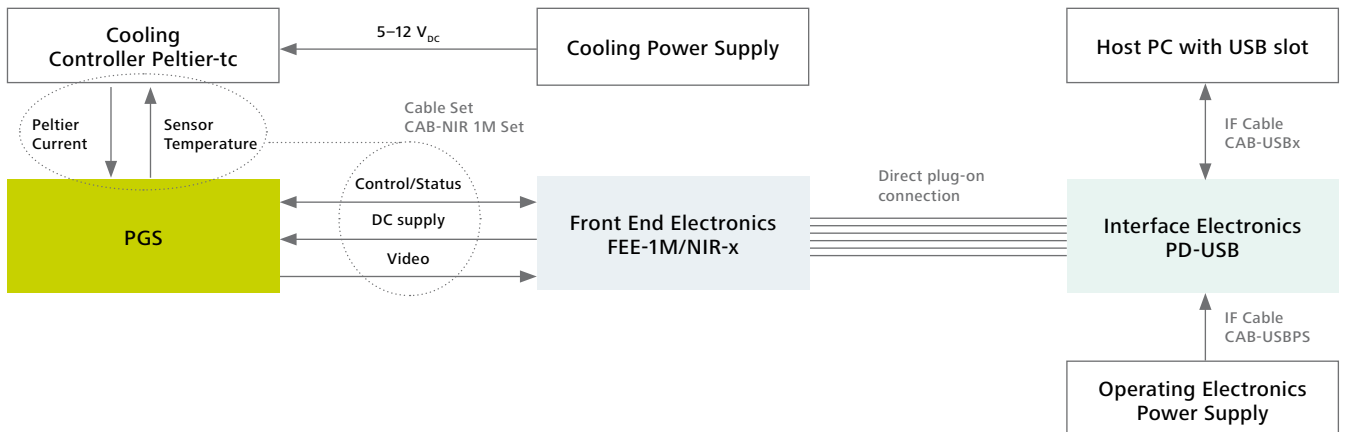 Cooling
Controller Peltier-tc
5–12 VDC
Cooling Power Supply
Host PC with USB slot
Peltier
Current
Sensor
Temperature
Cable Set
CAB-NIR 1M Set
IF Cable
CAB-USBx
PGS
Control/Status
DC supply
Video
Front End Electronics
FEE-1M/NIR-x
Direct plug-on
connection
Interface Electronics
PD-USB
IF Cable
CAB-USBPS
Operating Electronics
Power Supply